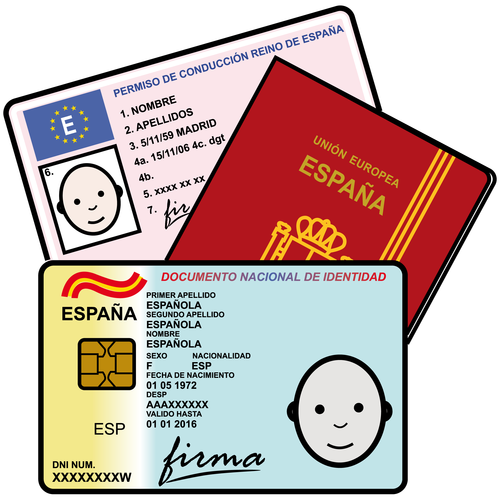 PERMISO DE CONDUCCIÓN REINO DE ESPAÑA
E
1. NOMBRE
2. APELLIDOS
3. 5/11/59 MADRID
4a. 15/11/06 4c. dgt
4b.
5. xxxx xx xx
6.
7. firma
UNIÓN EUROPEA
ESPAÑA
DOCUMENTO NACIONAL DE IDENTIDAD
ESPAÑA
PRIMER APELLIDO
ESPAÑOLA
SEGUNDO APELLIDO
ESPAÑOLA
NOMBRE
ESPAÑOLA
SEXO NACIONALIDAD
F ESP
FECHA DE NACIMIENTO
01 05 1972
DESP
AAAXXXXXX
VALIDO HASTA
01 01 2016
ESP
firma
DNI NUM.
XXXXXXXXW